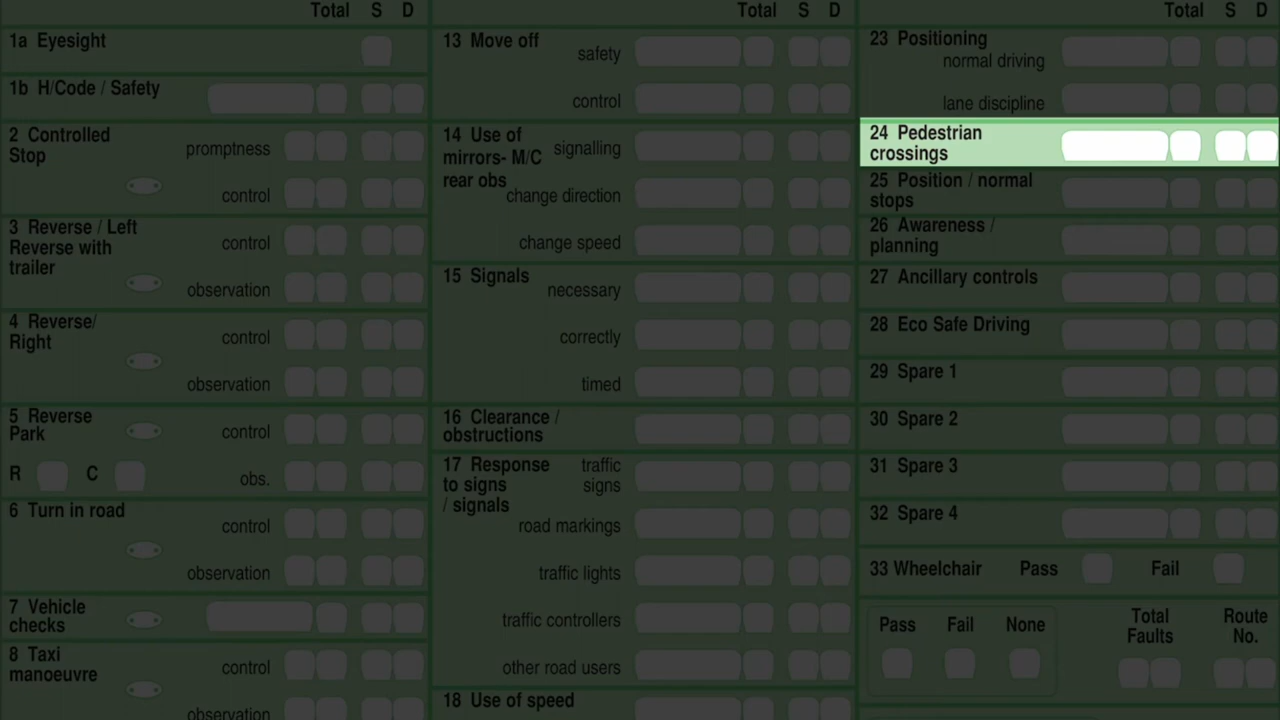 Total S D
1a Eyesight
1b H/Code / Safety
2 Controlled
Stop
promptness
control
3 Reverse / Left
Reverse with
trailer
control
observation
4 Reverse/
Right
control
observation
5 Reverse
Park
control
R C obs.
6 Turn in road
control
observation
7 Vehicle
checks
8 Taxi
manoeuvre
control
observation
Total S D
13 Move off
safety
control
14 Use of
mirrors- M/C
rear obs
signalling
change direction
change speed
15 Signals
necessary
correctly
timed
16 Clearance /
obstructions
17 Response
to signs
/ signals
traffic
signs
road markings
traffic lights
traffic controllers
other road users
18 Use of speed
Total S D
23 Positioning
normal driving
lane discipline
24 Pedestrian
crossings
25 Position / normal
stops
26 Awareness /
planning
27 Ancillary controls
28 Eco Safe Driving
29 Spare 1
30 Spare 2
31 Spare 3
32 Spare 4
33 Wheelchair Pass Fail
Pass Fail None
Total
Faults
Route
No.